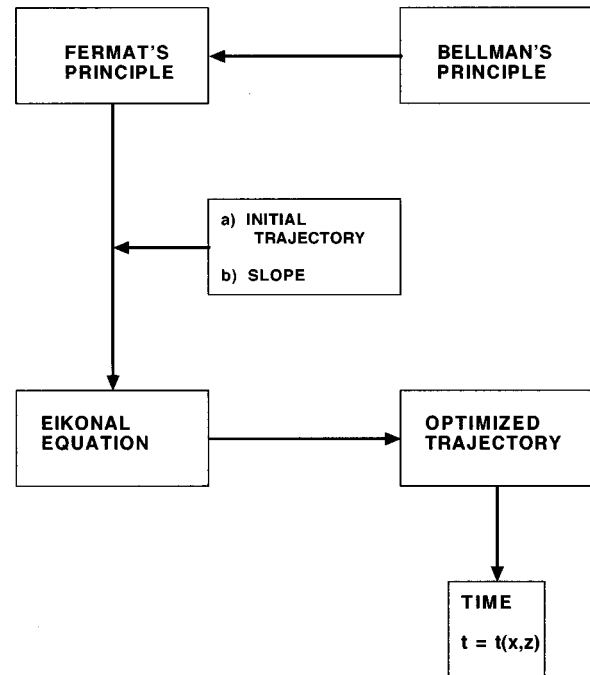 FERMAT'S
PRINCIPLE
BELLMAN'S
PRINCIPLE
a) INITIAL
TRAJECTORY
b) SLOPE
EIKONAL
EQUATION
OPTIMIZED
TRAJECTORY
TIME
t = t(x,z)